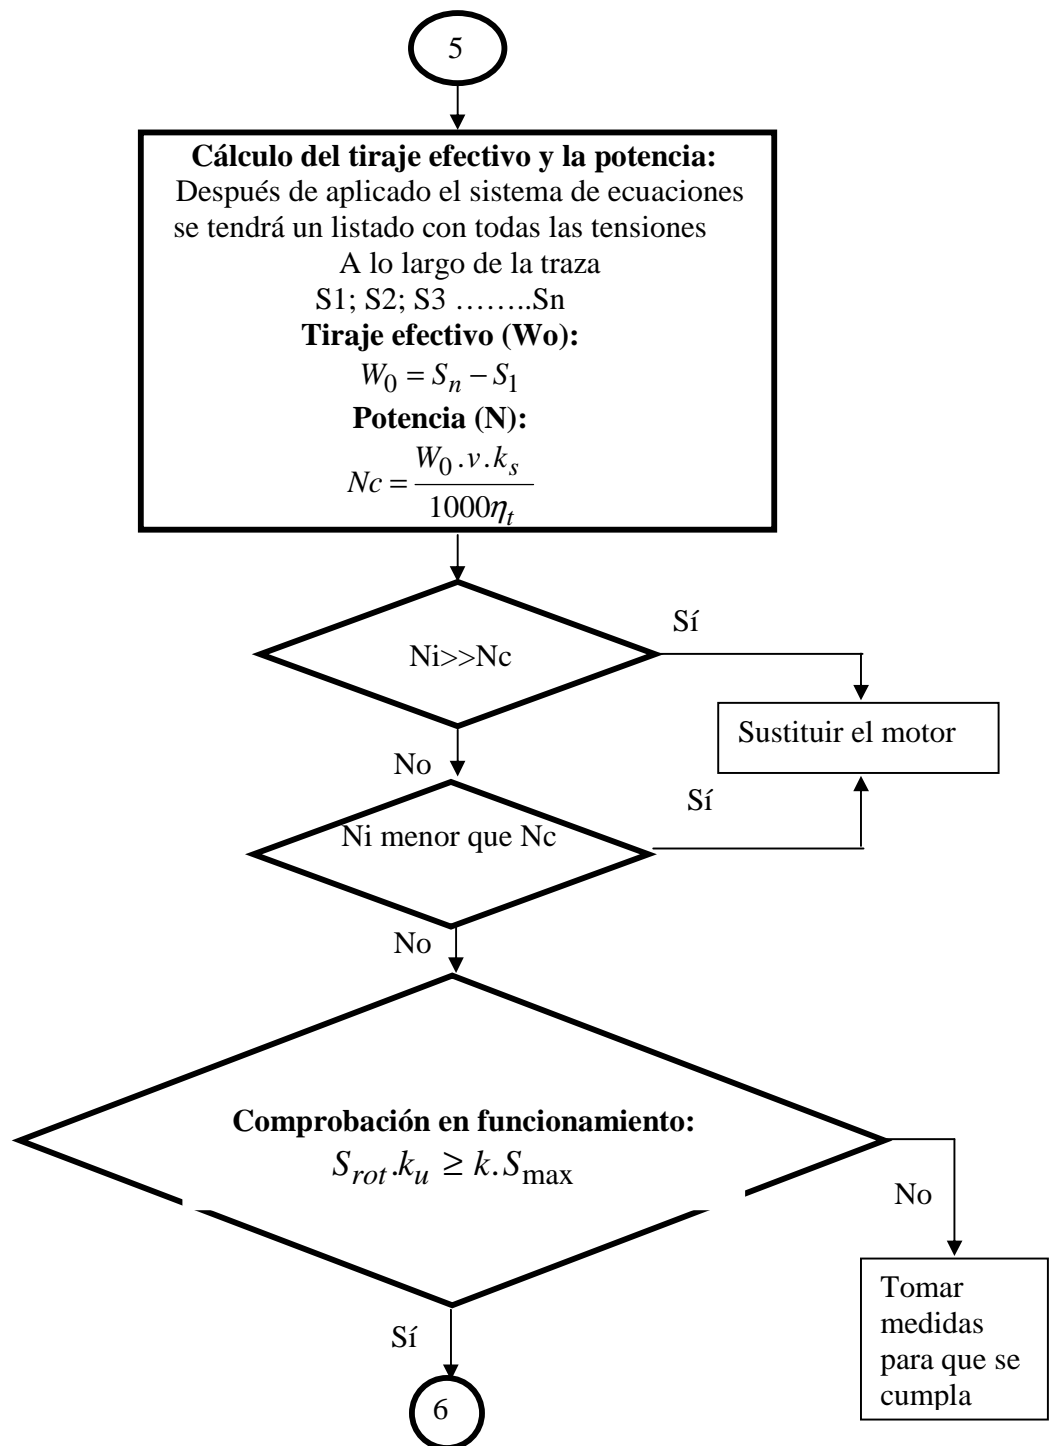 5
Cálculo del tiraje efectivo y la potencia:
Después de aplicado el sistema de ecuaciones
se tendrá un listado con todas las tensiones
A lo largo de la traza
S1; S2; S3 ……..Sn
Tiraje efectivo (Wo):
W₀ = Sₙ − S₁
Potencia (N):
Nc = W₀.v.kₛ / 1000ηₜ
Ni>>Nc
Sí
Sustituir el motor
No
Sí
Ni menor que Nc
No
Comprobación en funcionamiento:
S_rot.k_u ≥ k.S_max
No
Tomar
medidas
para que se
cumpla
Sí
6